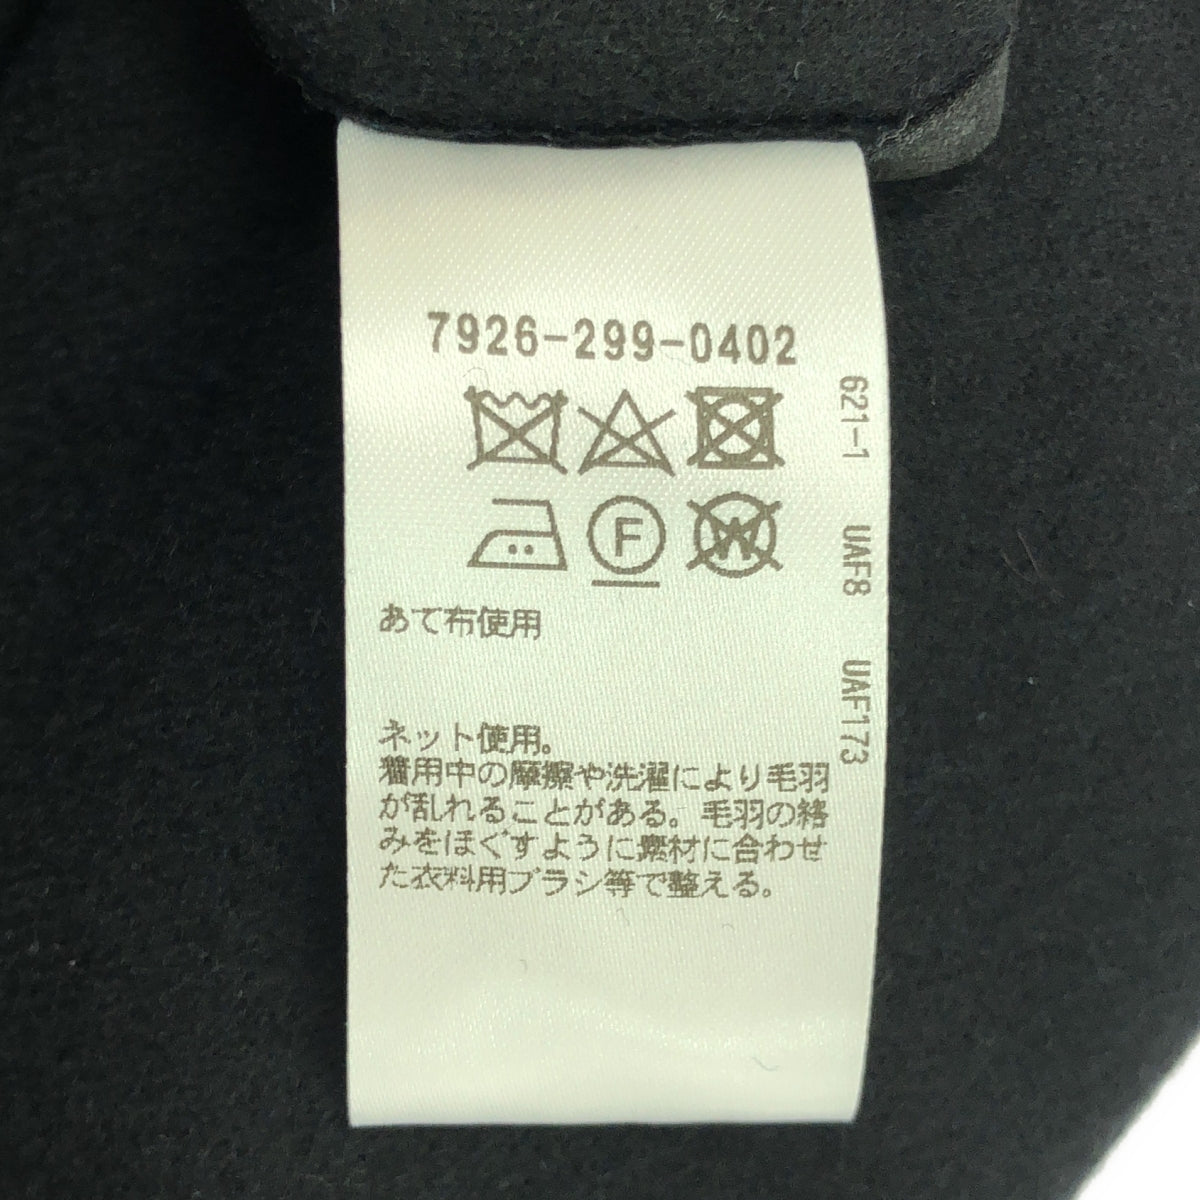 7926-299-0402
F
W
あて布使用
ネット使用。
着用中の摩擦や洗濯により毛羽
が乱れることがある。毛羽の絡
みをほぐすように素材に合わせ
た衣料用ブラシ等で整える。
621-1 UAF8 UAF173